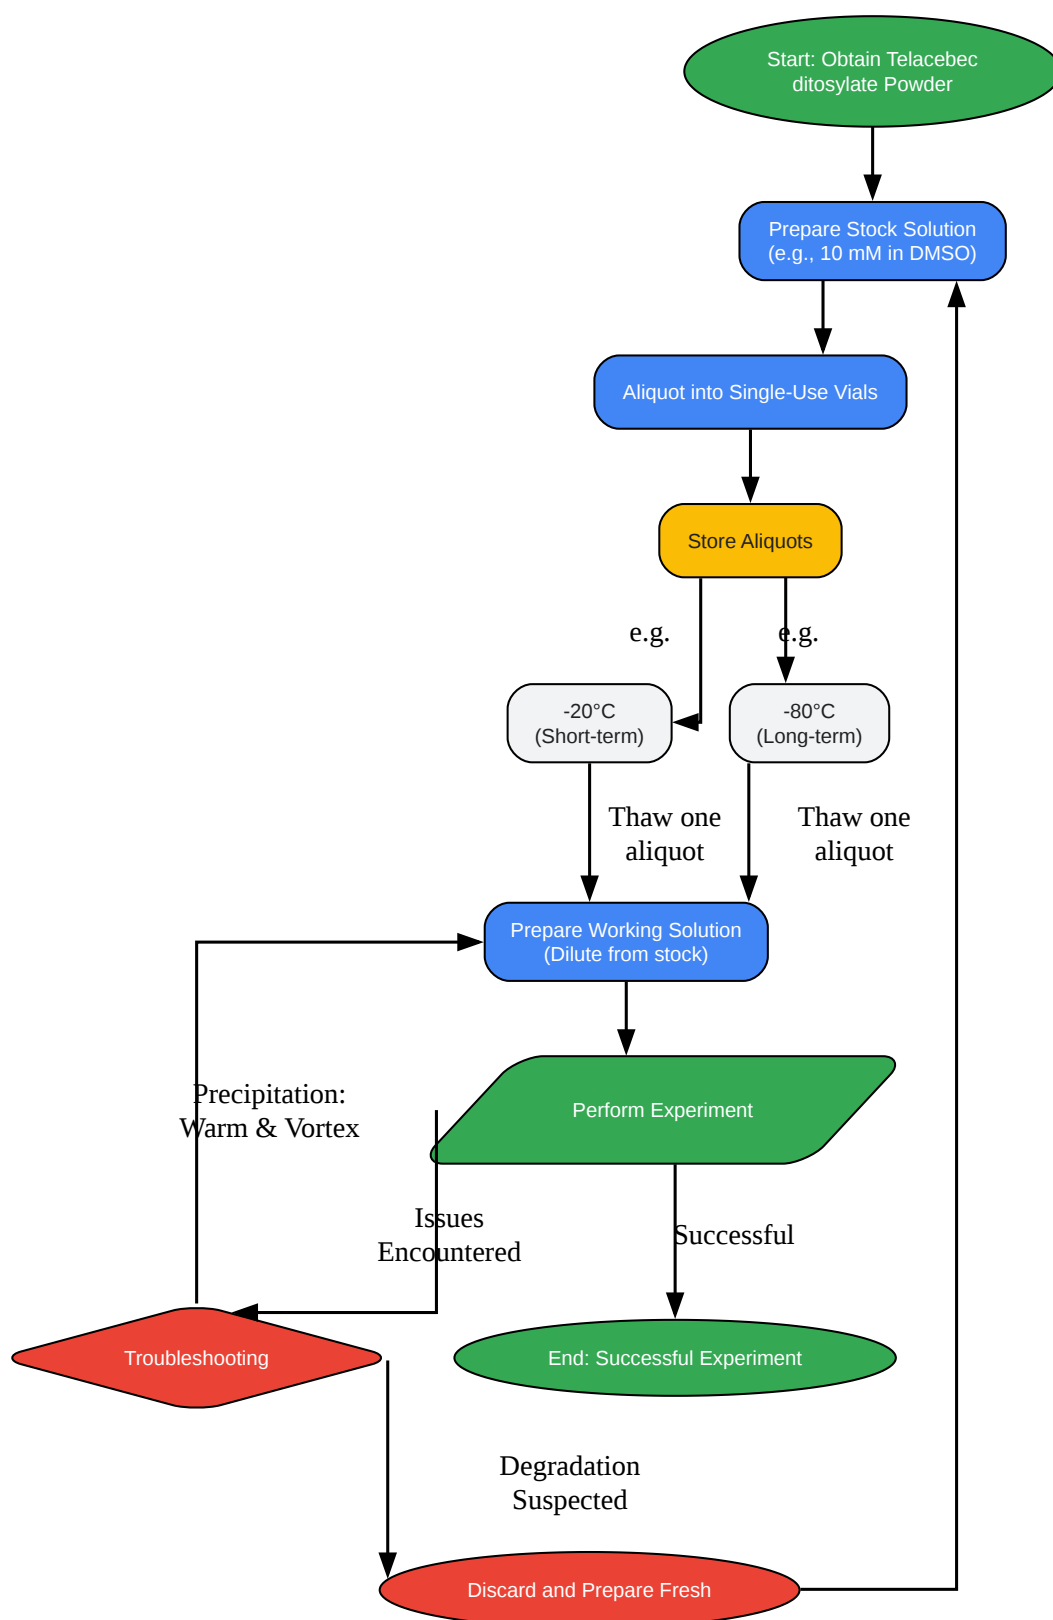 Start: Obtain Telacebec
ditosylate Powder
Prepare Stock Solution
(e.g., 10 mM in DMSO)
Aliquot into Single-Use Vials
Store Aliquots
e.g.
e.g.
-20°C
(Short-term)
-80°C
(Long-term)
Thaw one
aliquot
Thaw one
aliquot
Prepare Working Solution
(Dilute from stock)
Precipitation:
Warm & Vortex
Perform Experiment
Issues
Encountered
Successful
Troubleshooting
End: Successful Experiment
Degradation
Suspected
Discard and Prepare Fresh